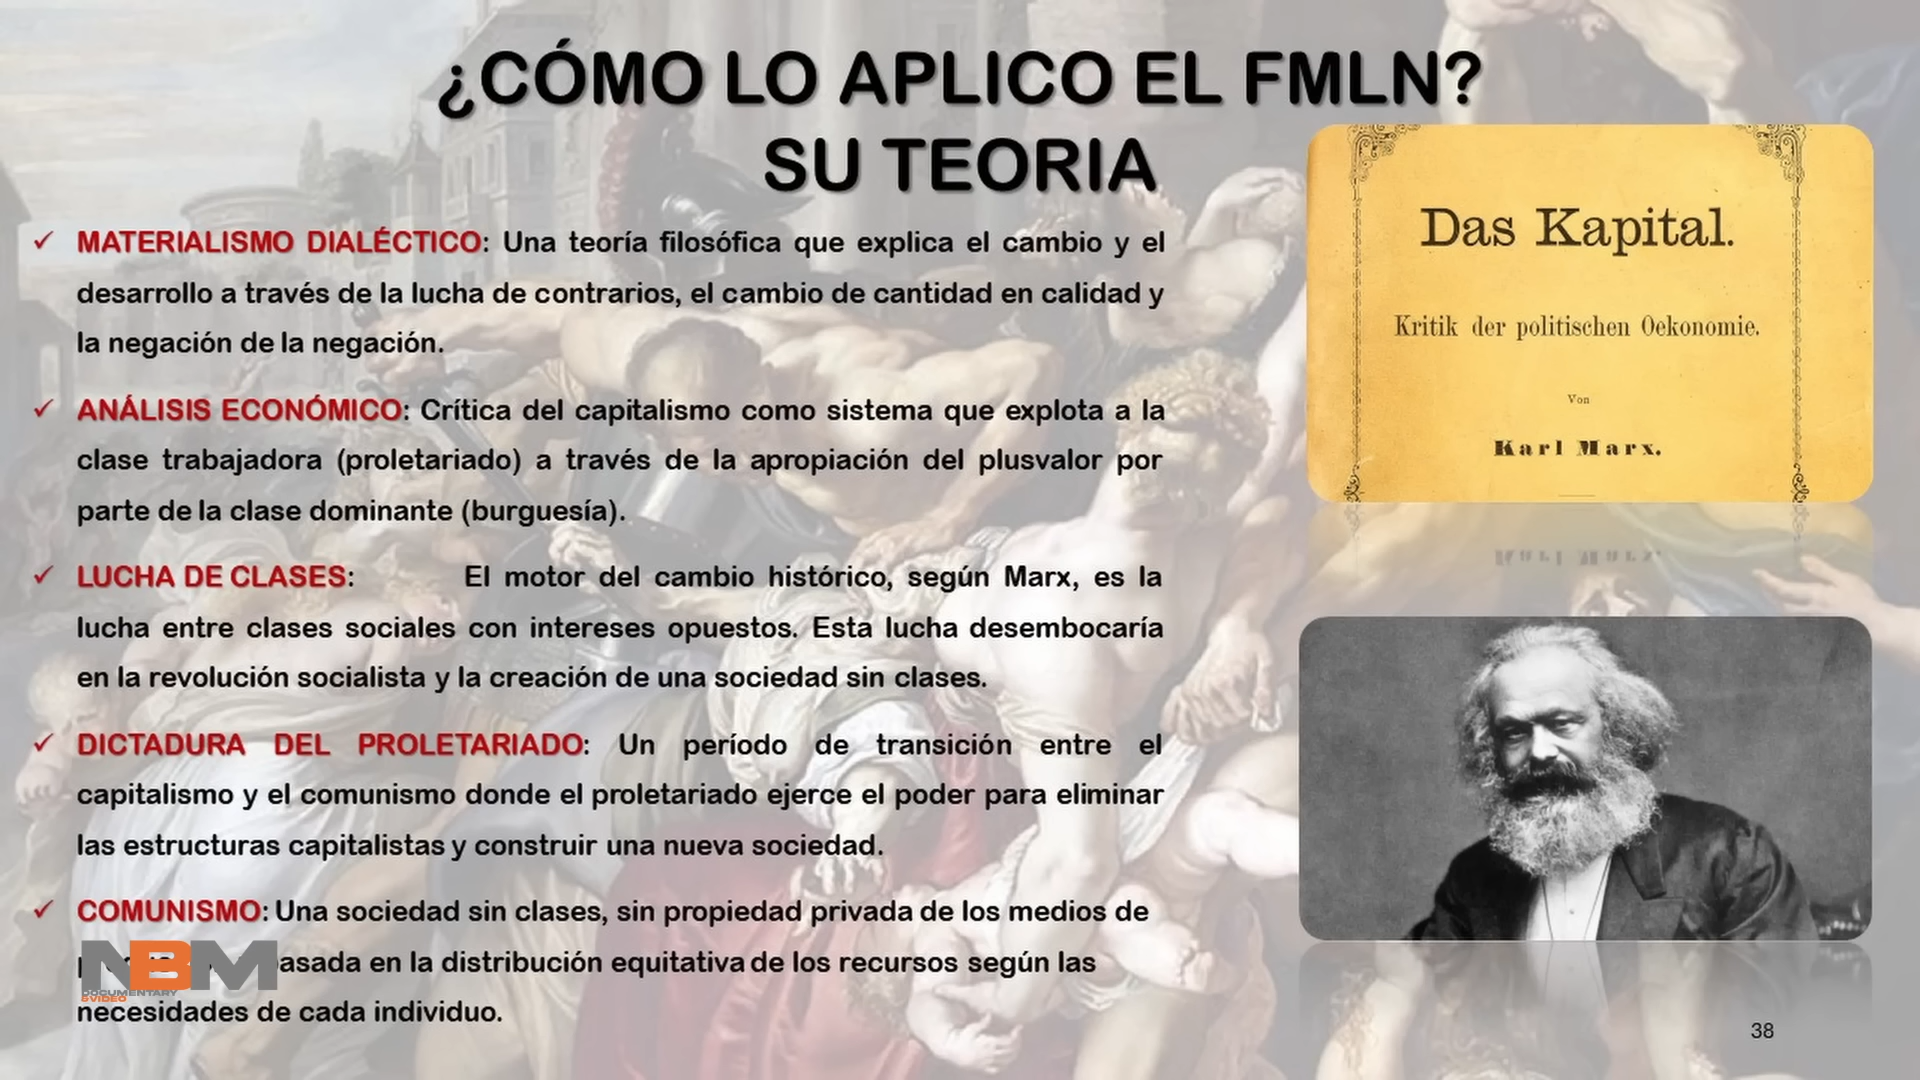 ¿CÓMO LO APLICO EL FMLN?
SU TEORIA
✓ MATERIALISMO DIALÉCTICO: Una teoría filosófica que explica el cambio y el
desarrollo a través de la lucha de contrarios, el cambio de cantidad en calidad y
la negación de la negación.
✓ ANÁLISIS ECONÓMICO: Crítica del capitalismo como sistema que explota a la
clase trabajadora (proletariado) a través de la apropiación del plusvalor por
parte de la clase dominante (burguesía).
✓ LUCHA DE CLASES: El motor del cambio histórico, según Marx, es la
lucha entre clases sociales con intereses opuestos. Esta lucha desembocaría
en la revolución socialista y la creación de una sociedad sin clases.
✓ DICTADURA DEL PROLETARIADO: Un período de transición entre el
capitalismo y el comunismo donde el proletariado ejerce el poder para eliminar
las estructuras capitalistas y construir una nueva sociedad.
✓ COMUNISMO: Una sociedad sin clases, sin propiedad privada de los medios de
en la distribución equitativa de los recursos según las
necesidades de cada individuo.
Das Kapital.
Kritik der politischen Oekonomie.
Von
Karl Marx.
NBM
DOCUMENTARY
&VIDEO
38